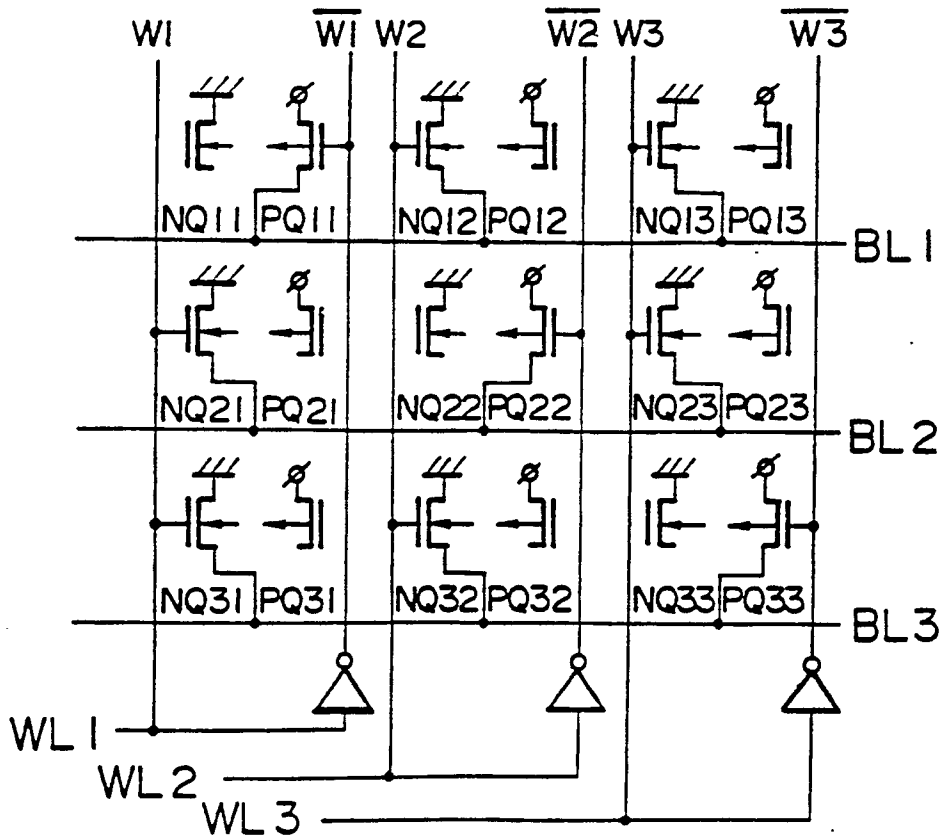 W1 W̅1̅ W2 W̅2̅ W3 W̅3̅
NQ11 PQ11 NQ12 PQ12 NQ13 PQ13
BL1
NQ21 PQ21 NQ22 PQ22 NQ23 PQ23
BL2
NQ31 PQ31 NQ32 PQ32 NQ33 PQ33
BL3
WL1
WL2
WL3